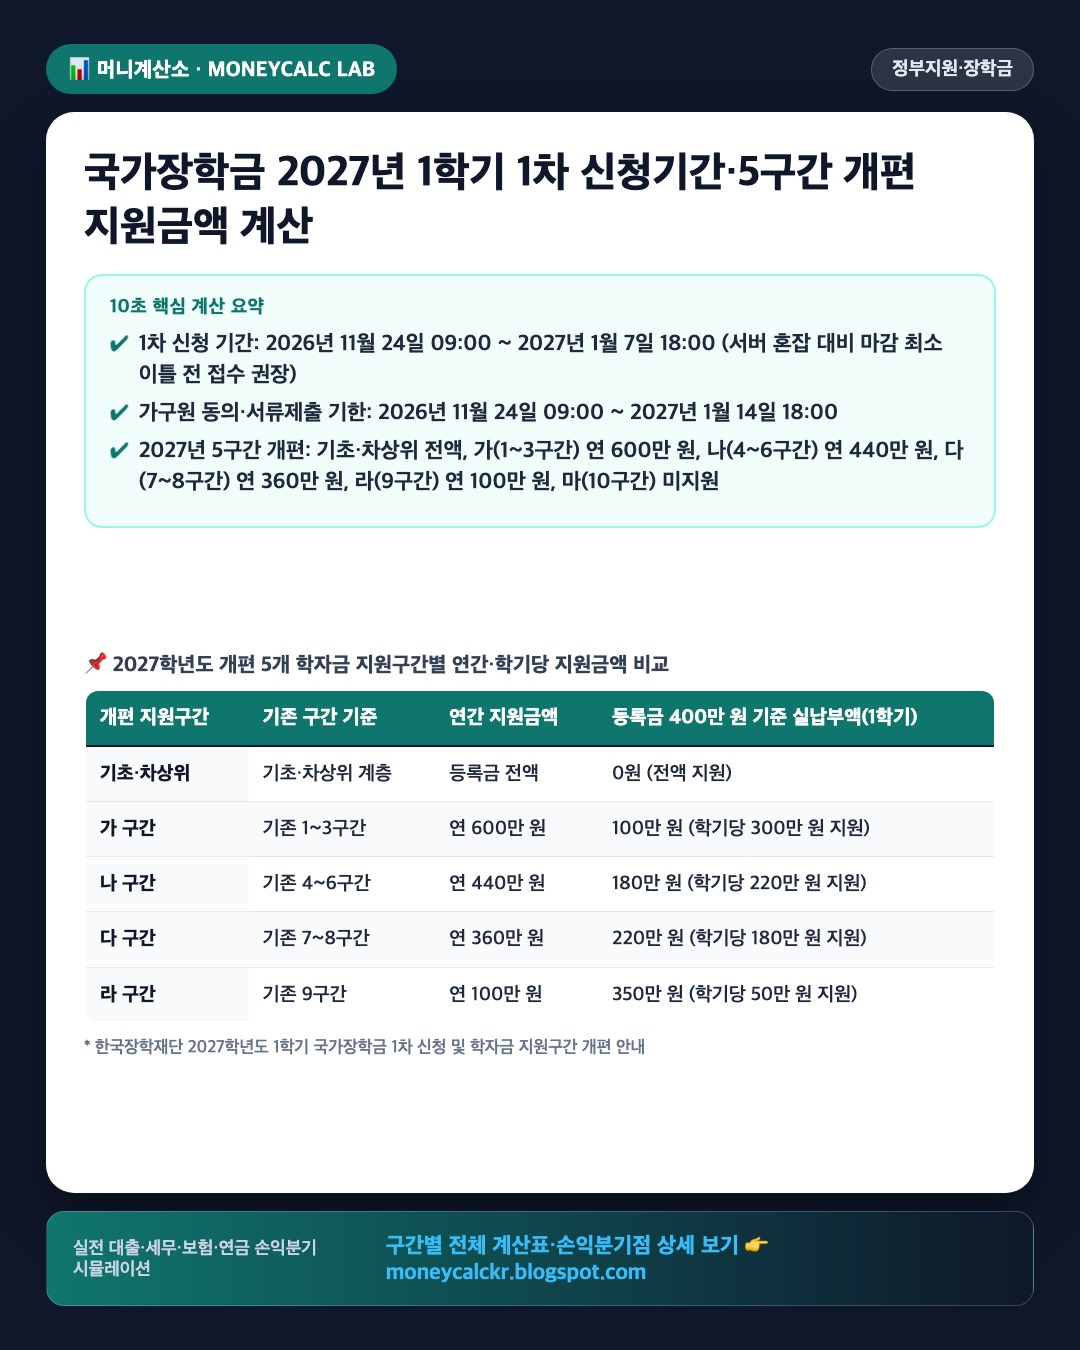 📊 머니계산소 · MONEYCALC LAB
정부지원·장학금
국가장학금 2027년 1학기 1차 신청기간·5구간 개편
지원금액 계산
10초 핵심 계산 요약
✔ 1차 신청 기간: 2026년 11월 24일 09:00 ~ 2027년 1월 7일 18:00 (서버 혼잡 대비 마감 최소
이틀 전 접수 권장)
✔ 가구원 동의·서류제출 기한: 2026년 11월 24일 09:00 ~ 2027년 1월 14일 18:00
✔ 2027년 5구간 개편: 기초·차상위 전액, 가(1~3구간) 연 600만 원, 나(4~6구간) 연 440만 원, 다
(7~8구간) 연 360만 원, 라(9구간) 연 100만 원, 마(10구간) 미지원
📌 2027학년도 개편 5개 학자금 지원구간별 연간·학기당 지원금액 비교
개편 지원구간 기존 구간 기준 연간 지원금액 등록금 400만 원 기준 실납부액(1학기)
기초·차상위 기초·차상위 계층 등록금 전액 0원 (전액 지원)
가 구간 기존 1~3구간 연 600만 원 100만 원 (학기당 300만 원 지원)
나 구간 기존 4~6구간 연 440만 원 180만 원 (학기당 220만 원 지원)
다 구간 기존 7~8구간 연 360만 원 220만 원 (학기당 180만 원 지원)
라 구간 기존 9구간 연 100만 원 350만 원 (학기당 50만 원 지원)
* 한국장학재단 2027학년도 1학기 국가장학금 1차 신청 및 학자금 지원구간 개편 안내
실전 대출·세무·보험·연금 손익분기
시뮬레이션
구간별 전체 계산표·손익분기점 상세 보기 👉
moneycalckr.blogspot.com